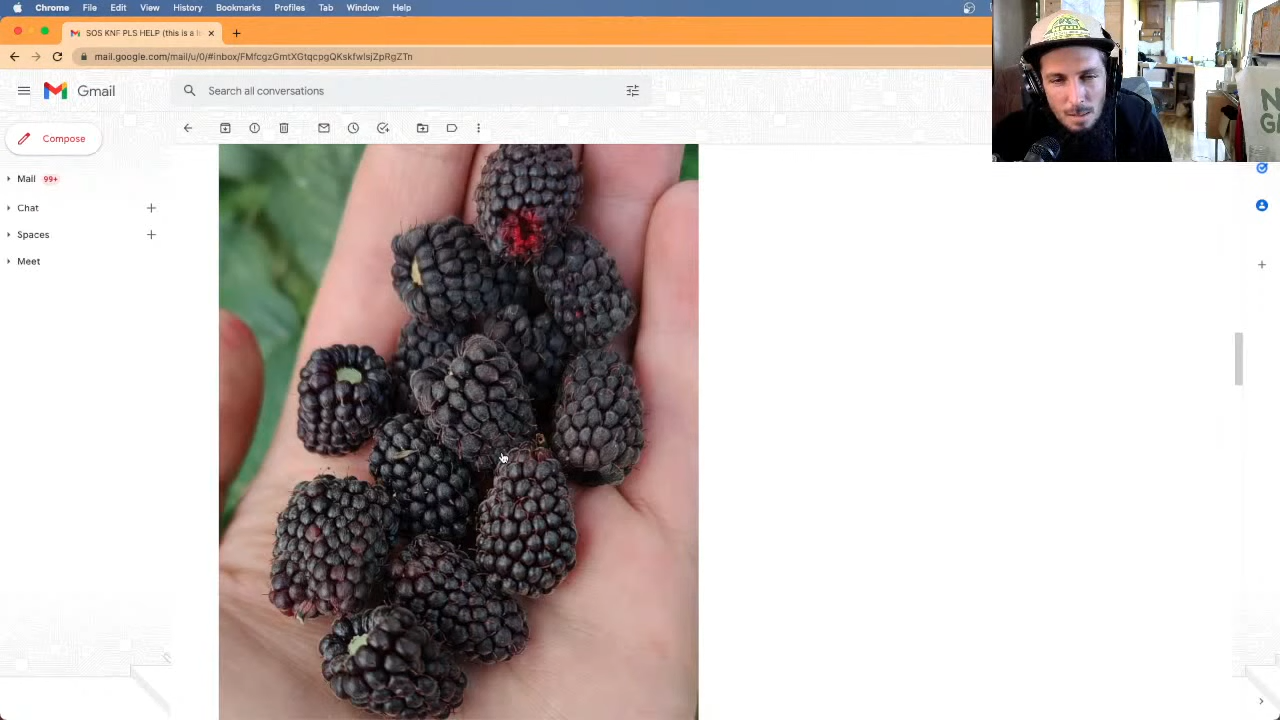 Chrome File Edit View History Bookmarks Profiles Tab Window Help
SOS KNF PLS HELP (this is a l
mail.google.com/mail/u/0/#inbox/FMfcgzGmtXGtqcpgQKskfwlsjZpRgZTn
Gmail
Search all conversations
Compose
Mail 99+
Chat
Spaces
Meet